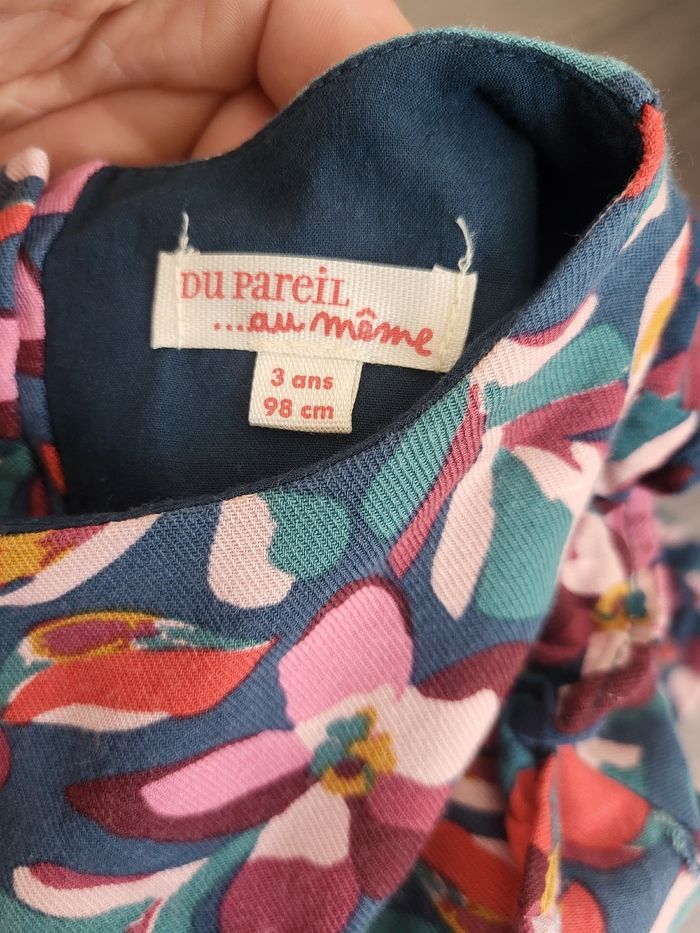 DU PAREIL
...au même
3 ans
98 cm